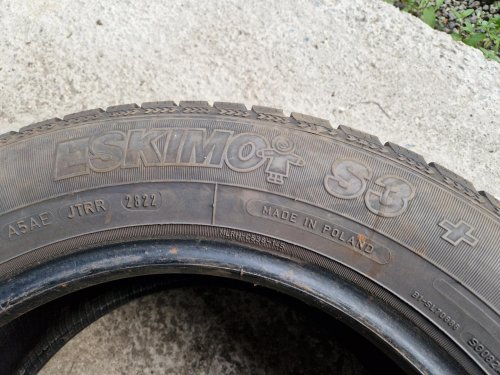 ESKIMO S3 +
A5AE JTRR 2822
MADE IN POLAND